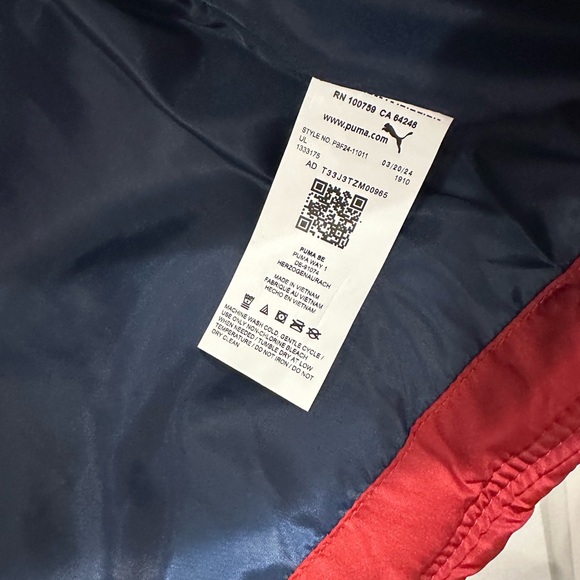 RN 100759 CA 64248
www.puma.com
STYLE NO. PBF24-11011 03/20/24
UL 1910
1333175
AD T33J3TZM00965
PUMA SE
PUMA WAY 1
DE-91074
HERZOGENAURACH
MADE IN VIETNAM
FABRIQUÉ AU VIETNAM
HECHO EN VIETNAM
MACHINE WASH COLD, GENTLE CYCLE /
USE ONLY NON-CHLORINE BLEACH
WHEN NEEDED / TUMBLE DRY AT LOW
TEMPERATURE / DO NOT IRON / DO NOT
DRY CLEAN